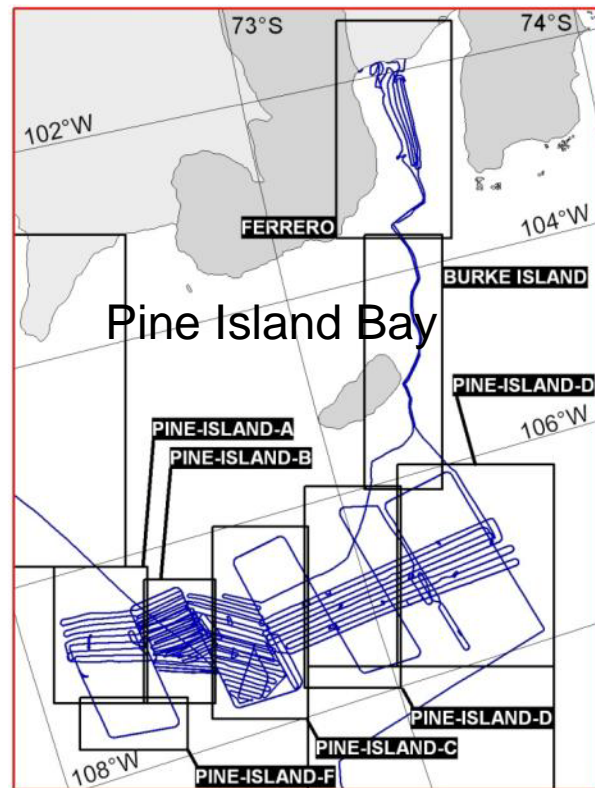 73°S
74°S
102°W
FERRERO
104°W
BURKE ISLAND
Pine Island Bay
PINE-ISLAND-D
106°W
PINE-ISLAND-A
PINE-ISLAND-B
PINE-ISLAND-D
PINE-ISLAND-C
108°W
PINE-ISLAND-F